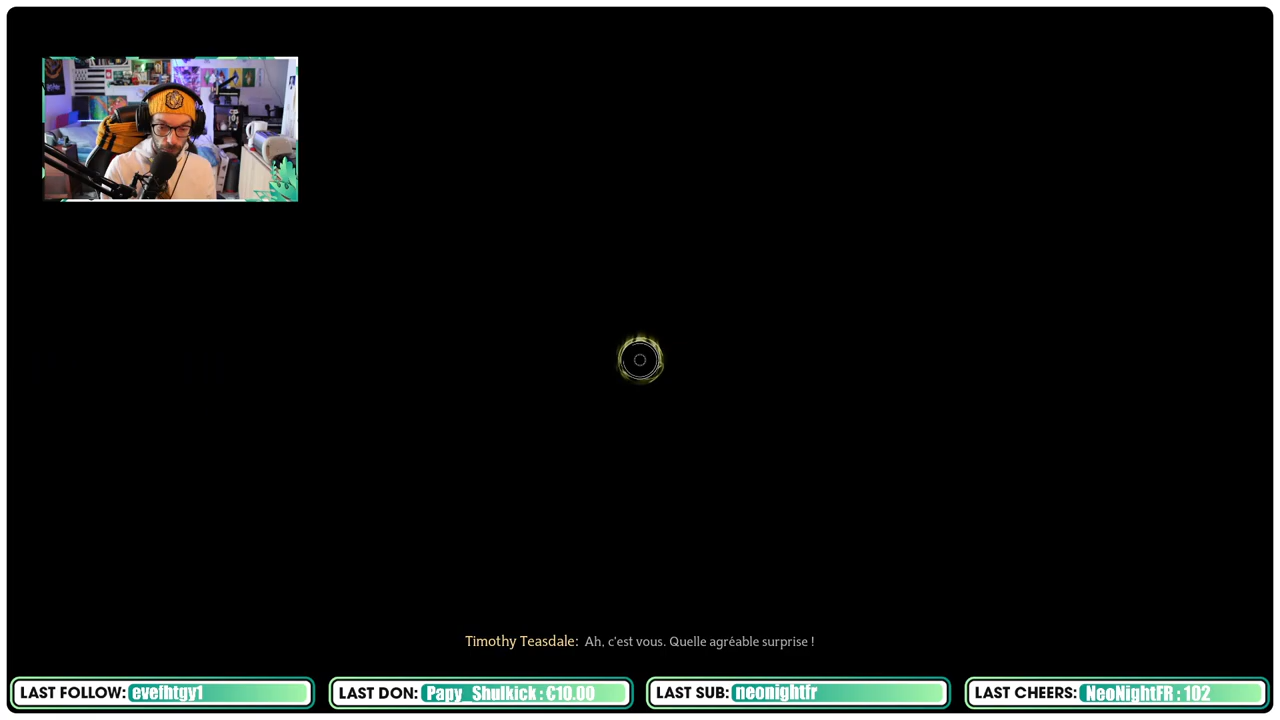 Timothy Teasdale: Ah, c'est vous. Quelle agréable surprise !
LAST FOLLOW: evefhtgy1
LAST DON: Papy_Shulkick : €10.00
LAST SUB: neonightfr
LAST CHEERS: NeoNightFR : 102